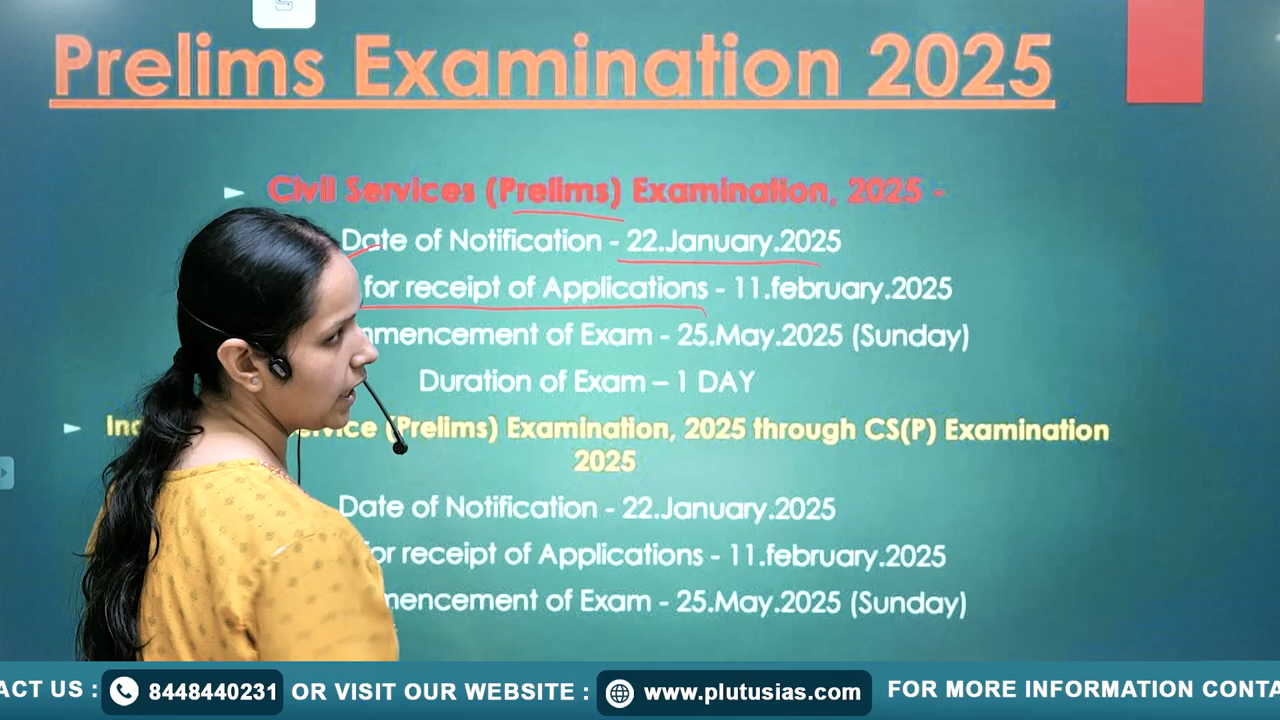 Prelims Examination 2025
Civil Services (Prelims) Examination, 2025 -
Date of Notification - 22.January.2025
for receipt of Applications - 11.february.2025
mmencement of Exam - 25.May.2025 (Sunday)
Duration of Exam – 1 DAY
(Prelims) Examination, 2025 through CS(P) Examination
2025
Date of Notification - 22.January.2025
for receipt of Applications - 11.february.2025
mencement of Exam - 25.May.2025 (Sunday)
ACT US : 8448440231 OR VISIT OUR WEBSITE : www.plutusias.com FOR MORE INFORMATION CONTA